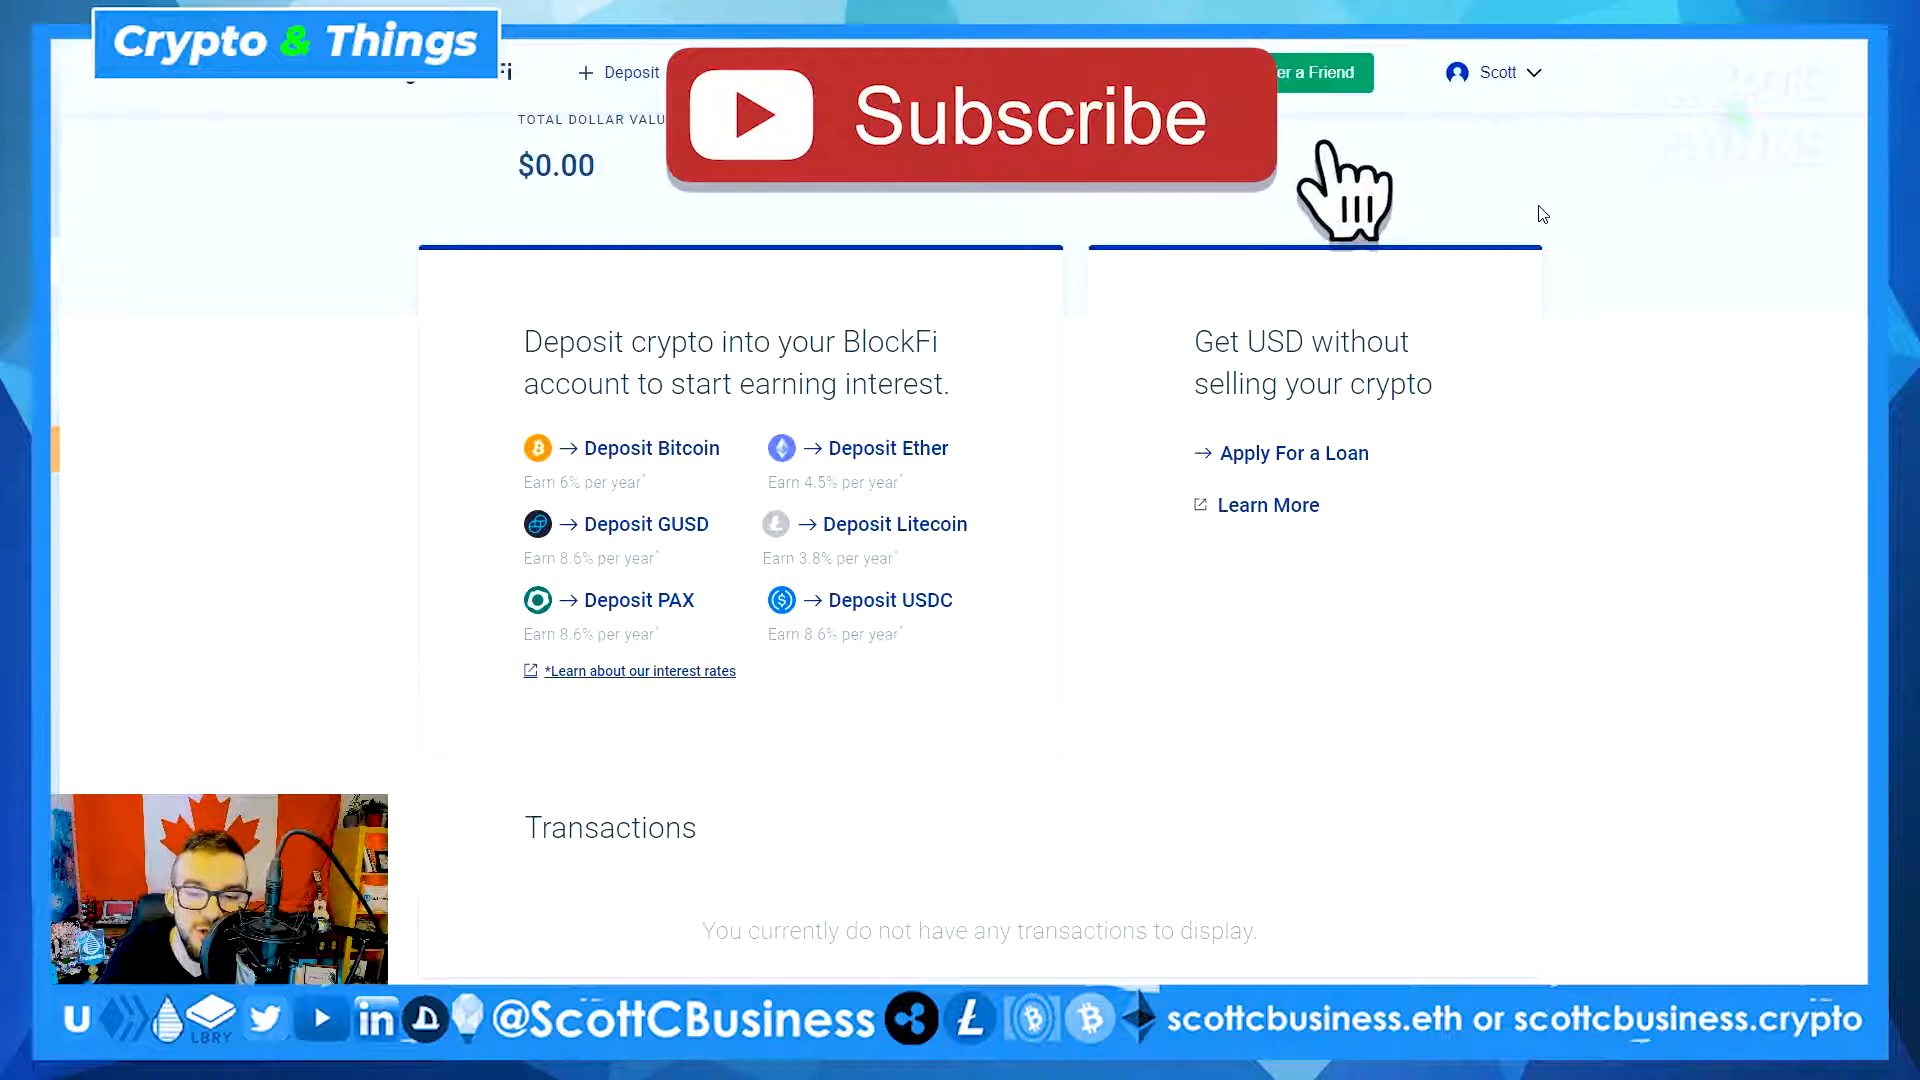 Crypto & Things
Deposit
Subscribe
er a Friend
Scott
TOTAL DOLLAR VALU
$0.00
Deposit crypto into your BlockFi
account to start earning interest.
Get USD without
selling your crypto
→ Deposit Bitcoin
→ Deposit Ether
→ Apply For a Loan
Earn 6% per year*
Earn 4.5% per year*
Learn More
→ Deposit GUSD
→ Deposit Litecoin
Earn 8.6% per year*
Earn 3.8% per year*
→ Deposit PAX
→ Deposit USDC
Earn 8.6% per year*
Earn 8.6% per year*
*Learn about our interest rates
Transactions
You currently do not have any transactions to display.
LBRY
@ScottCBusiness
scottcbusiness.eth or scottcbusiness.crypto